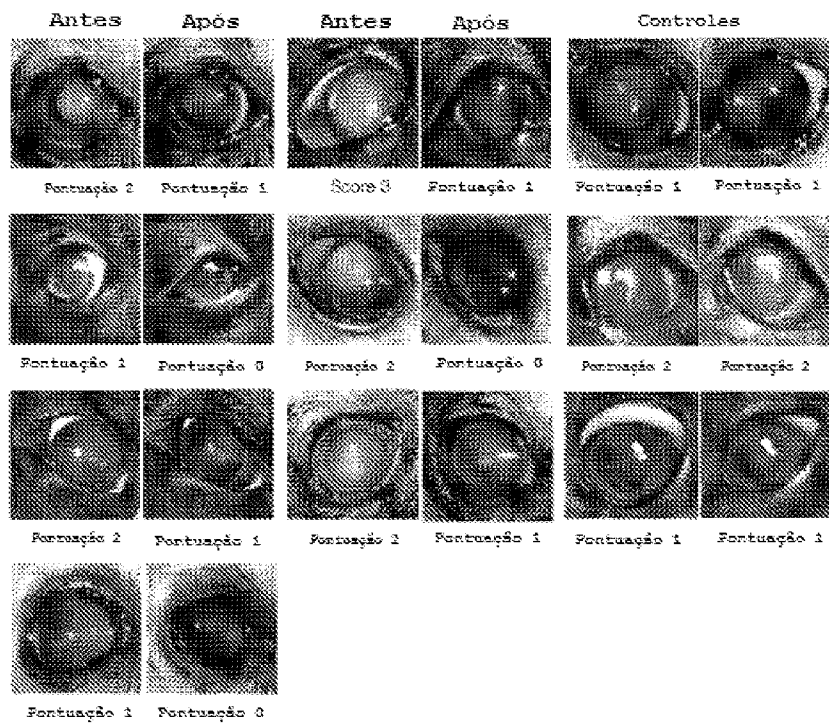 Antes Após Antes Após Controles
Pontuação 2 Pontuação 1 Score 3 Pontuação 1 Pontuação 1 Pontuação 1
Pontuação 1 Pontuação 0 Pontuação 2 Pontuação 0 Pontuação 2 Pontuação 2
Pontuação 2 Pontuação 1 Pontuação 2 Pontuação 1 Pontuação 1 Pontuação 1
Pontuação 1 Pontuação 0